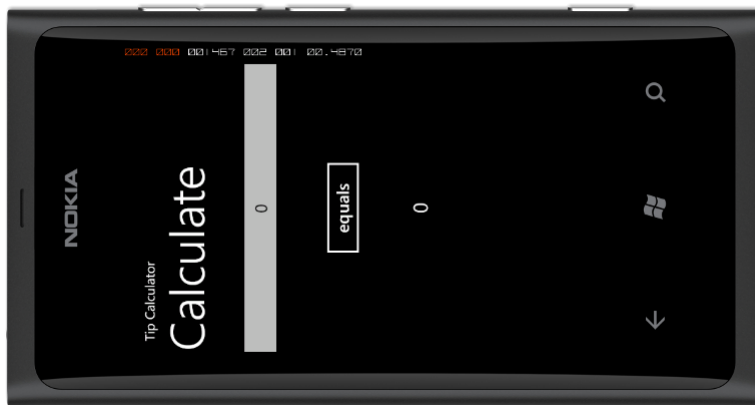 NOKIA
000 000 001467 002 001 00.4870
Tip Calculator
Calculate
0
equals
0